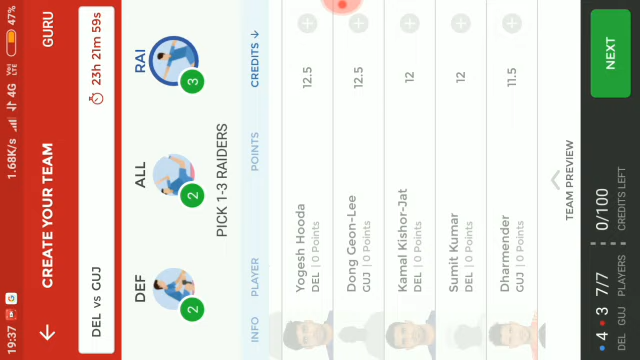 19:37 G 1.68K/s 4G VoLTE 47%
CREATE YOUR TEAM GURU
DEL vs GUJ 23h 21m 59s
DEF ALL RAI
2 2 3
PICK 1-3 RAIDERS
INFO PLAYER POINTS CREDITS ↓
Yogesh Hooda 12.5
DEL | 0 Points
Dong Geon-Lee 12.5
GUJ | 0 Points
Kamal Kishor-Jat 12
DEL | 0 Points
Sumit Kumar 12
DEL | 0 Points
Dharmender 11.5
GUJ | 0 Points
TEAM PREVIEW
4 3 7/7 0/100 NEXT
DEL GUJ PLAYERS CREDITS LEFT